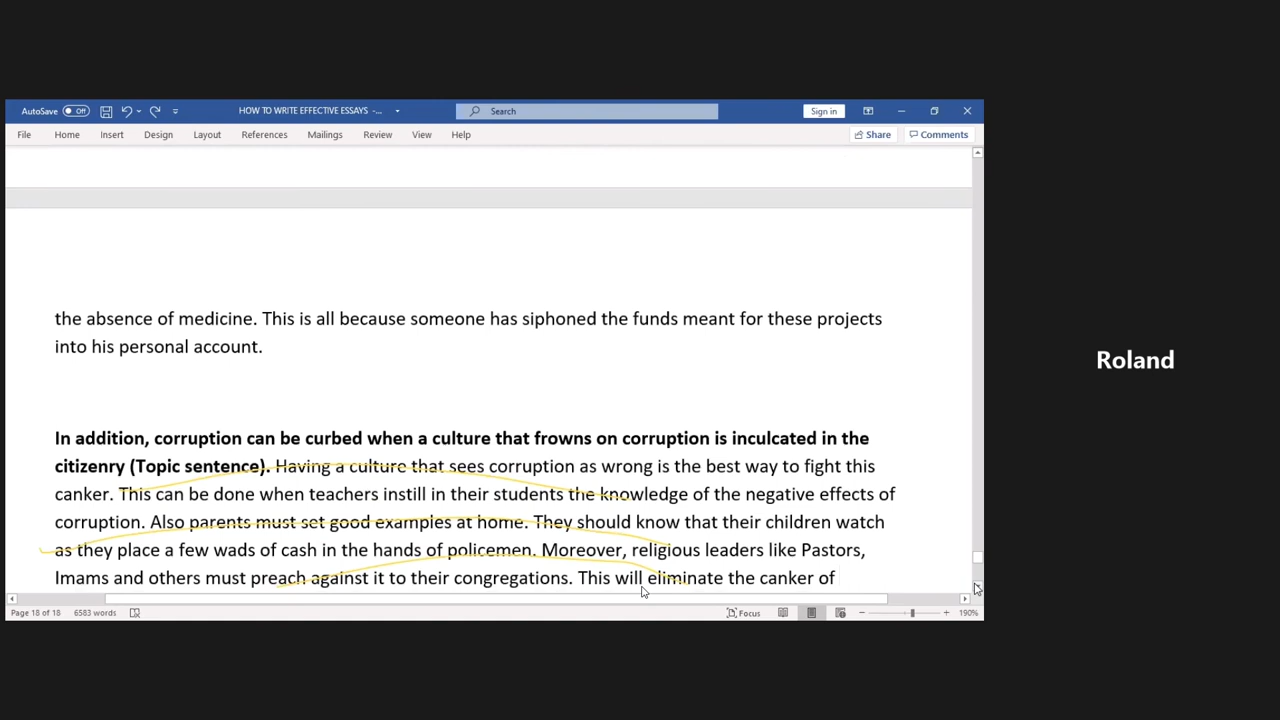 AutoSave Off HOW TO WRITE EFFECTIVE ESSAYS -... Search Sign in
File Home Insert Design Layout References Mailings Review View Help Share Comments
the absence of medicine. This is all because someone has siphoned the funds meant for these projects
into his personal account.
Roland
In addition, corruption can be curbed when a culture that frowns on corruption is inculcated in the
citizenry (Topic sentence). Having a culture that sees corruption as wrong is the best way to fight this
canker. This can be done when teachers instill in their students the knowledge of the negative effects of
corruption. Also parents must set good examples at home. They should know that their children watch
as they place a few wads of cash in the hands of policemen. Moreover, religious leaders like Pastors,
Imams and others must preach against it to their congregations. This will eliminate the canker of
Page 18 of 18 6583 words Focus 190%